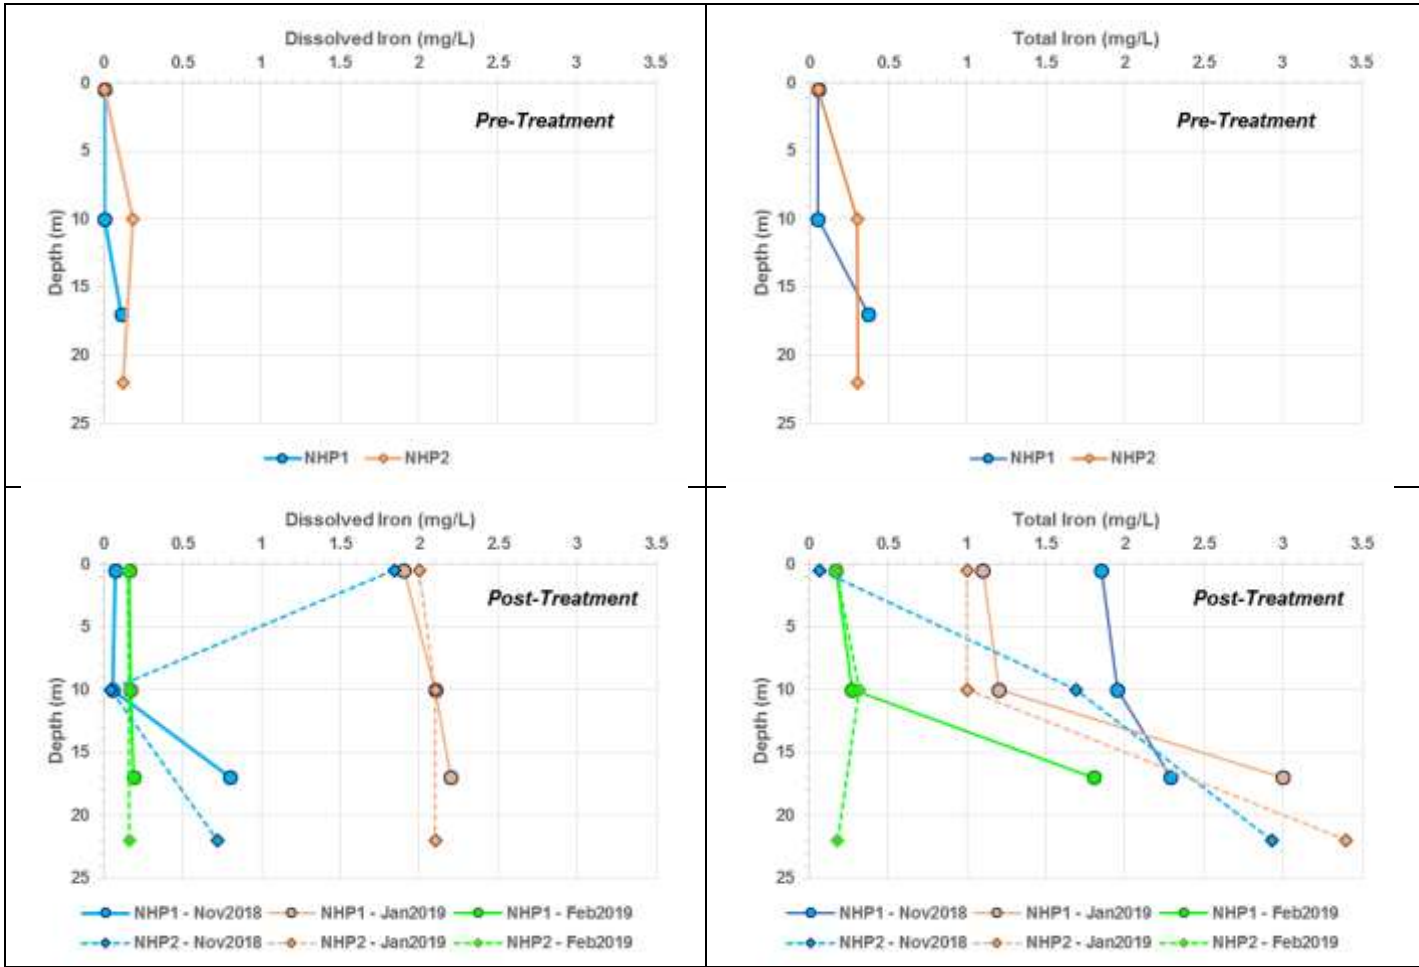 Dissolved Iron (mg/L)
0 0.5 1 1.5 2 2.5 3 3.5
0
5
10
15
20
25
Depth (m)
Pre-Treatment
NHP1 NHP2
Total Iron (mg/L)
0 0.5 1 1.5 2 2.5 3 3.5
0
5
10
15
20
25
Depth (m)
Pre-Treatment
NHP1 NHP2
Dissolved Iron (mg/L)
0 0.5 1 1.5 2 2.5 3 3.5
0
5
10
15
20
25
Depth (m)
Post-Treatment
NHP1 - Nov2018 NHP1 - Jan2019 NHP1 - Feb2019
NHP2 - Nov2018 NHP2 - Jan2019 NHP2 - Feb2019
Total Iron (mg/L)
0 0.5 1 1.5 2 2.5 3 3.5
0
5
10
15
20
25
Depth (m)
Post-Treatment
NHP1 - Nov2018 NHP1 - Jan2019 NHP1 - Feb2019
NHP2 - Nov2018 NHP2 - Jan2019 NHP2 - Feb2019